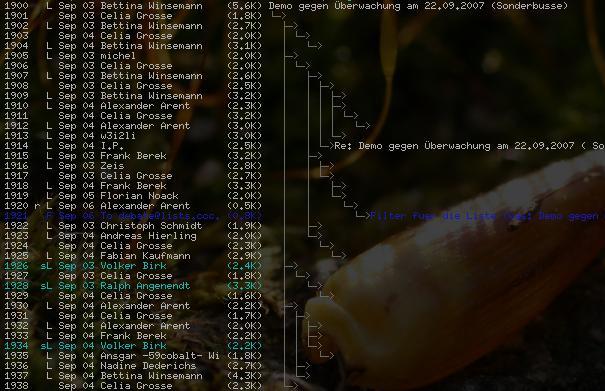 1900 L Sep 03 Bettina Winsemann (5.6K) Demo gegen Überwachung am 22.09.2007 (Sonderbusse)
1901 L Sep 03 Celia Grosse (1.8K)
1902 L Sep 03 Bettina Winsemann (2.7K)
1903 L Sep 04 Celia Grosse (2.0K)
1904 L Sep 04 Bettina Winsemann (3.1K)
1905 L Sep 03 michel (2.0K)
1906 L Sep 03 Celia Grosse (2.0K)
1907 L Sep 03 Bettina Winsemann (2.6K)
1908 L Sep 03 Celia Grosse (2.5K)
1909 L Sep 03 Bettina Winsemann (3.2K)
1910 L Sep 04 Alexander Arent (2.3K)
1911 L Sep 04 Celia Grosse (3.2K)
1912 L Sep 04 Alexander Arent (3.0K)
1913 L Sep 04 w3i2li (3.0K)
1914 L Sep 04 I.P. (2.5K) Re: Demo gegen Überwachung am 22.09.2007 ( So
1915 L Sep 03 Frank Berek (3.2K)
1916 L Sep 03 Zeis (2.8K)
1917 L Sep 03 Celia Grosse (2.7K)
1918 L Sep 04 Frank Berek (3.3K)
1919 L Sep 05 Florian Noack (2.0K)
1920 r L Sep 06 Alexander Arent (0.5K)
1921 F Sep 06 To debate@lists.ccc. (0.8K) Filter fuer die Liste Demo gegen
1922 L Sep 03 Christoph Schmidt (1.9K)
1923 L Sep 04 Andreas Hierling (2.0K)
1924 L Sep 04 Celia Grosse (2.3K)
1925 L Sep 04 Fabian Kaufmann (2.9K)
1926 sL Sep 03 Volker Birk (2.4K)
1927 L Sep 03 Celia Grosse (1.8K)
1928 sL Sep 03 Ralph Angenendt (3.3K)
1929 L Sep 04 Celia Grosse (1.6K)
1930 L Sep 04 Alexander Arent (2.2K)
1931 L Sep 04 Celia Grosse (1.7K)
1932 L Sep 04 Alexander Arent (2.0K)
1933 L Sep 04 Frank Berek (2.2K)
1934 sL Sep 04 Volker Birk (2.2K)
1935 L Sep 04 Ansgar -59cobalt- Wi (1.8K)
1936 L Sep 04 Nadine Dederichs (2.7K)
1937 L Sep 04 Bettina Winsemann (4.3K)
1938 L Sep 04 Celia Grosse (2.3K)